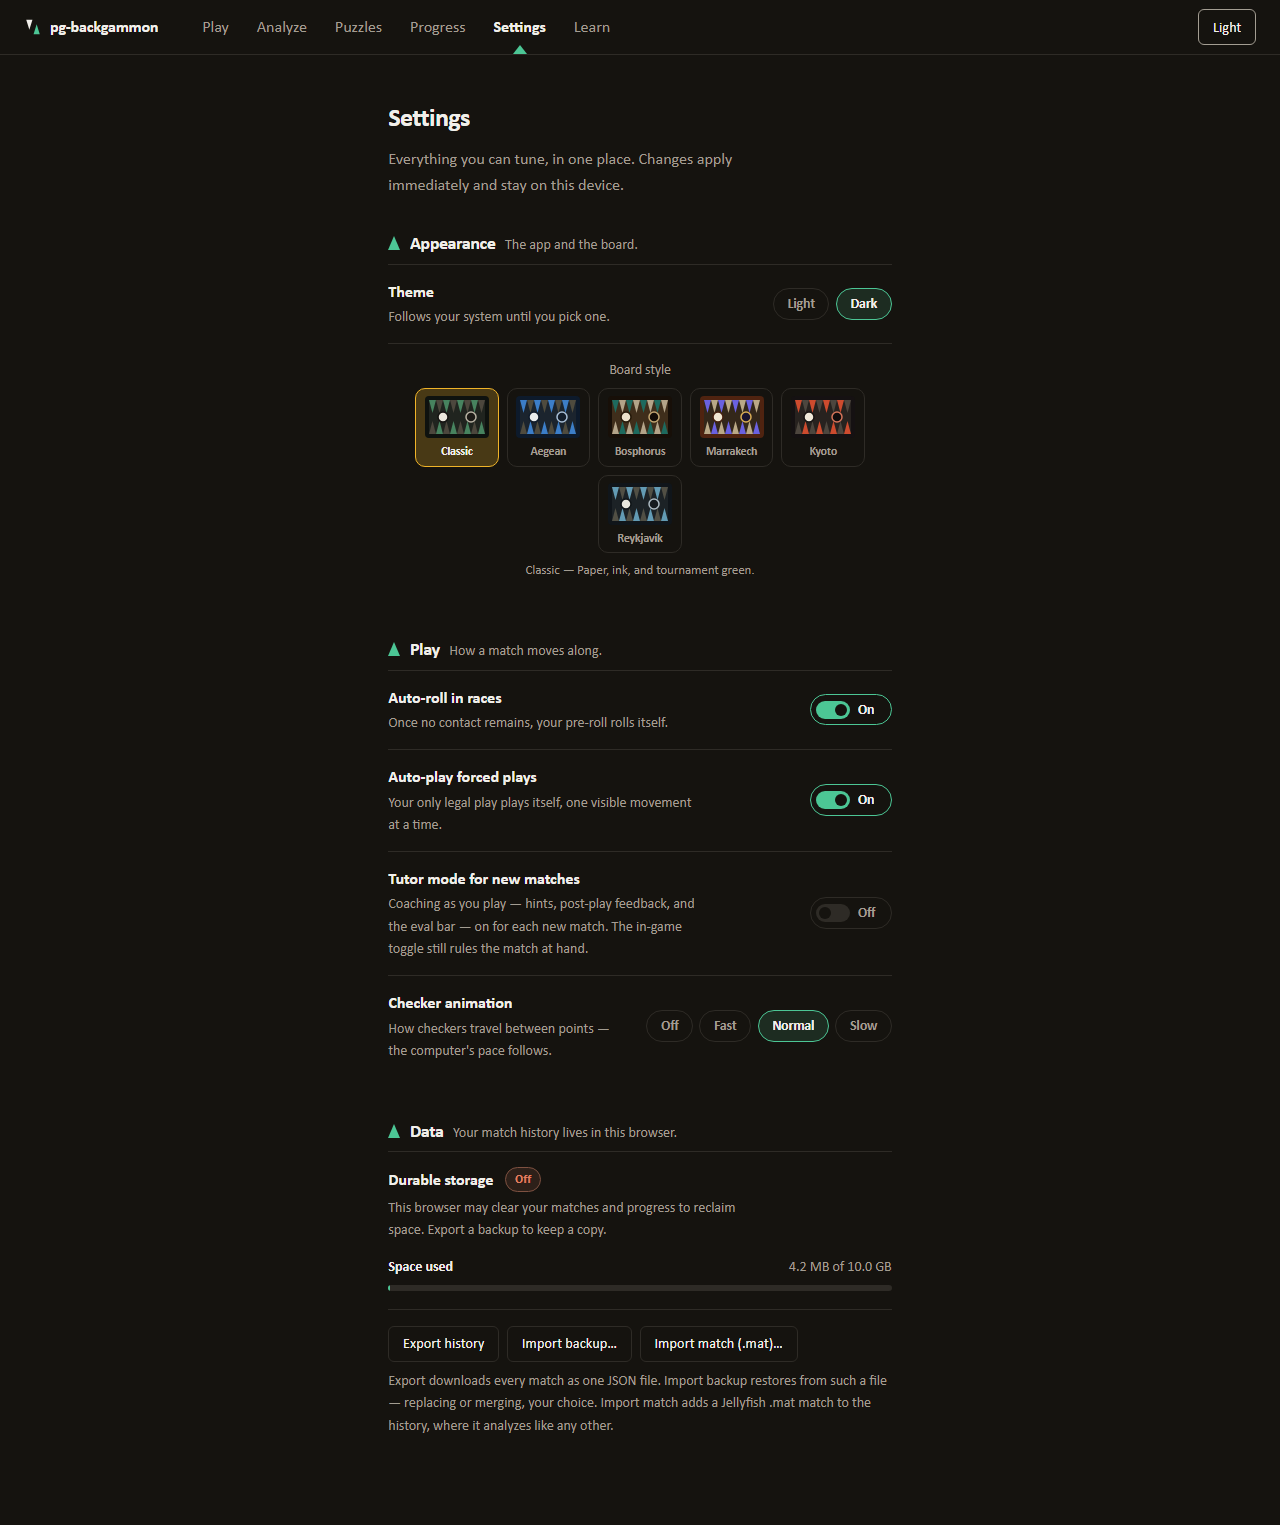 pg-backgammon Play Analyze Puzzles Progress Settings Learn Light
Settings
Everything you can tune, in one place. Changes apply
immediately and stay on this device.
Appearance The app and the board.
Theme
Follows your system until you pick one.
Light Dark
Board style
Classic Aegean Bosphorus Marrakech Kyoto
Reykjavík
Classic — Paper, ink, and tournament green.
Play How a match moves along.
Auto-roll in races
Once no contact remains, your pre-roll rolls itself.
On
Auto-play forced plays
Your only legal play plays itself, one visible movement
at a time.
On
Tutor mode for new matches
Coaching as you play — hints, post-play feedback, and
the eval bar — on for each new match. The in-game
toggle still rules the match at hand.
Off
Checker animation
How checkers travel between points —
the computer's pace follows.
Off Fast Normal Slow
Data Your match history lives in this browser.
Durable storage Off
This browser may clear your matches and progress to reclaim
space. Export a backup to keep a copy.
Space used 4.2 MB of 10.0 GB
Export history Import backup… Import match (.mat)…
Export downloads every match as one JSON file. Import backup restores from such a file
— replacing or merging, your choice. Import match adds a Jellyfish .mat match to the
history, where it analyzes like any other.